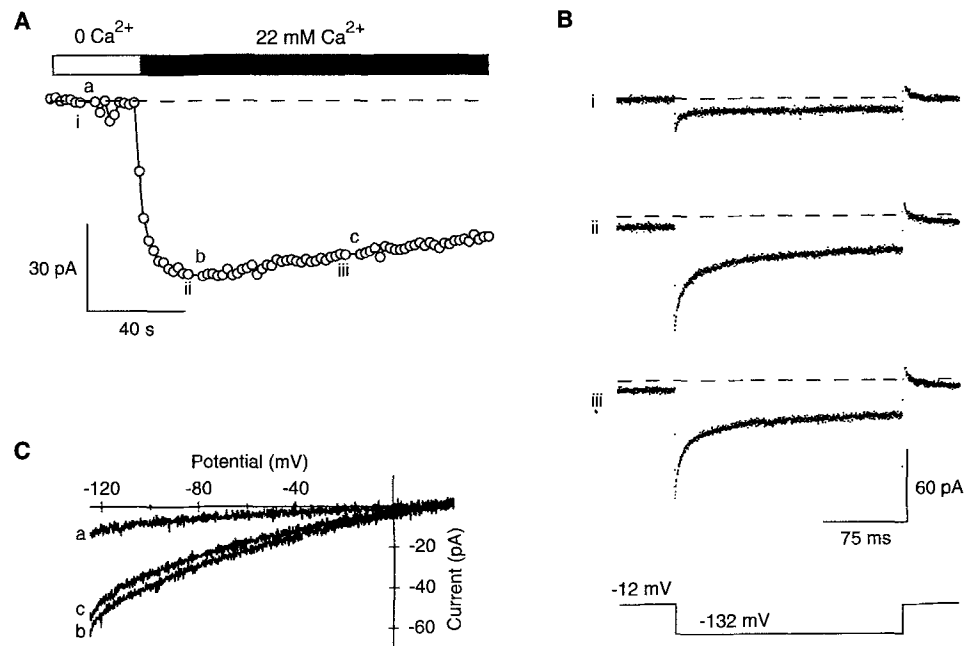 A
0 Ca2+
22 mM Ca2+
a
i
b
ii
c
iii
30 pA
40 s
B
i
ii
iii
60 pA
75 ms
-12 mV
-132 mV
C
Potential (mV)
-120
-80
-40
a
c
b
-20
-40
-60
Current (pA)